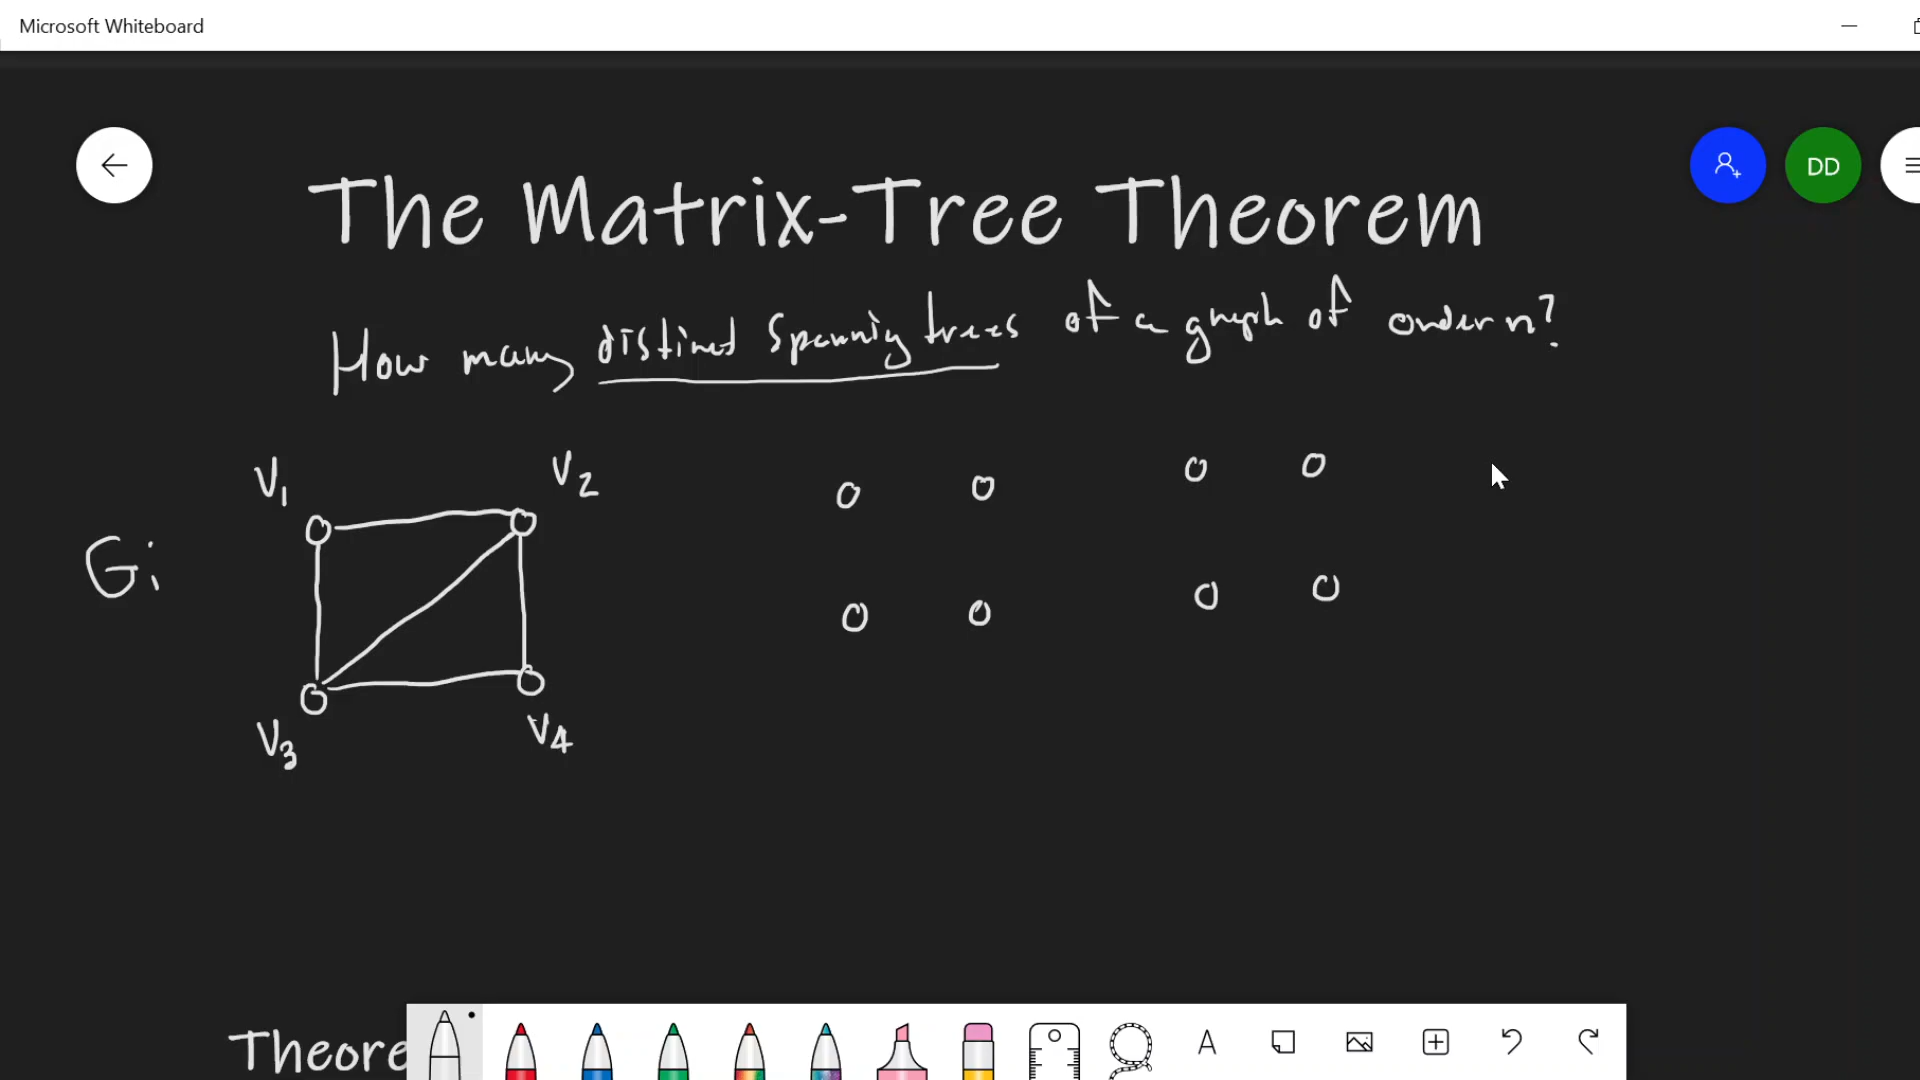 Microsoft Whiteboard
DD
The Matrix-Tree Theorem
How many distinct spanning trees of a graph of order n?
V1
V2
G:
V3
V4
Theore
A